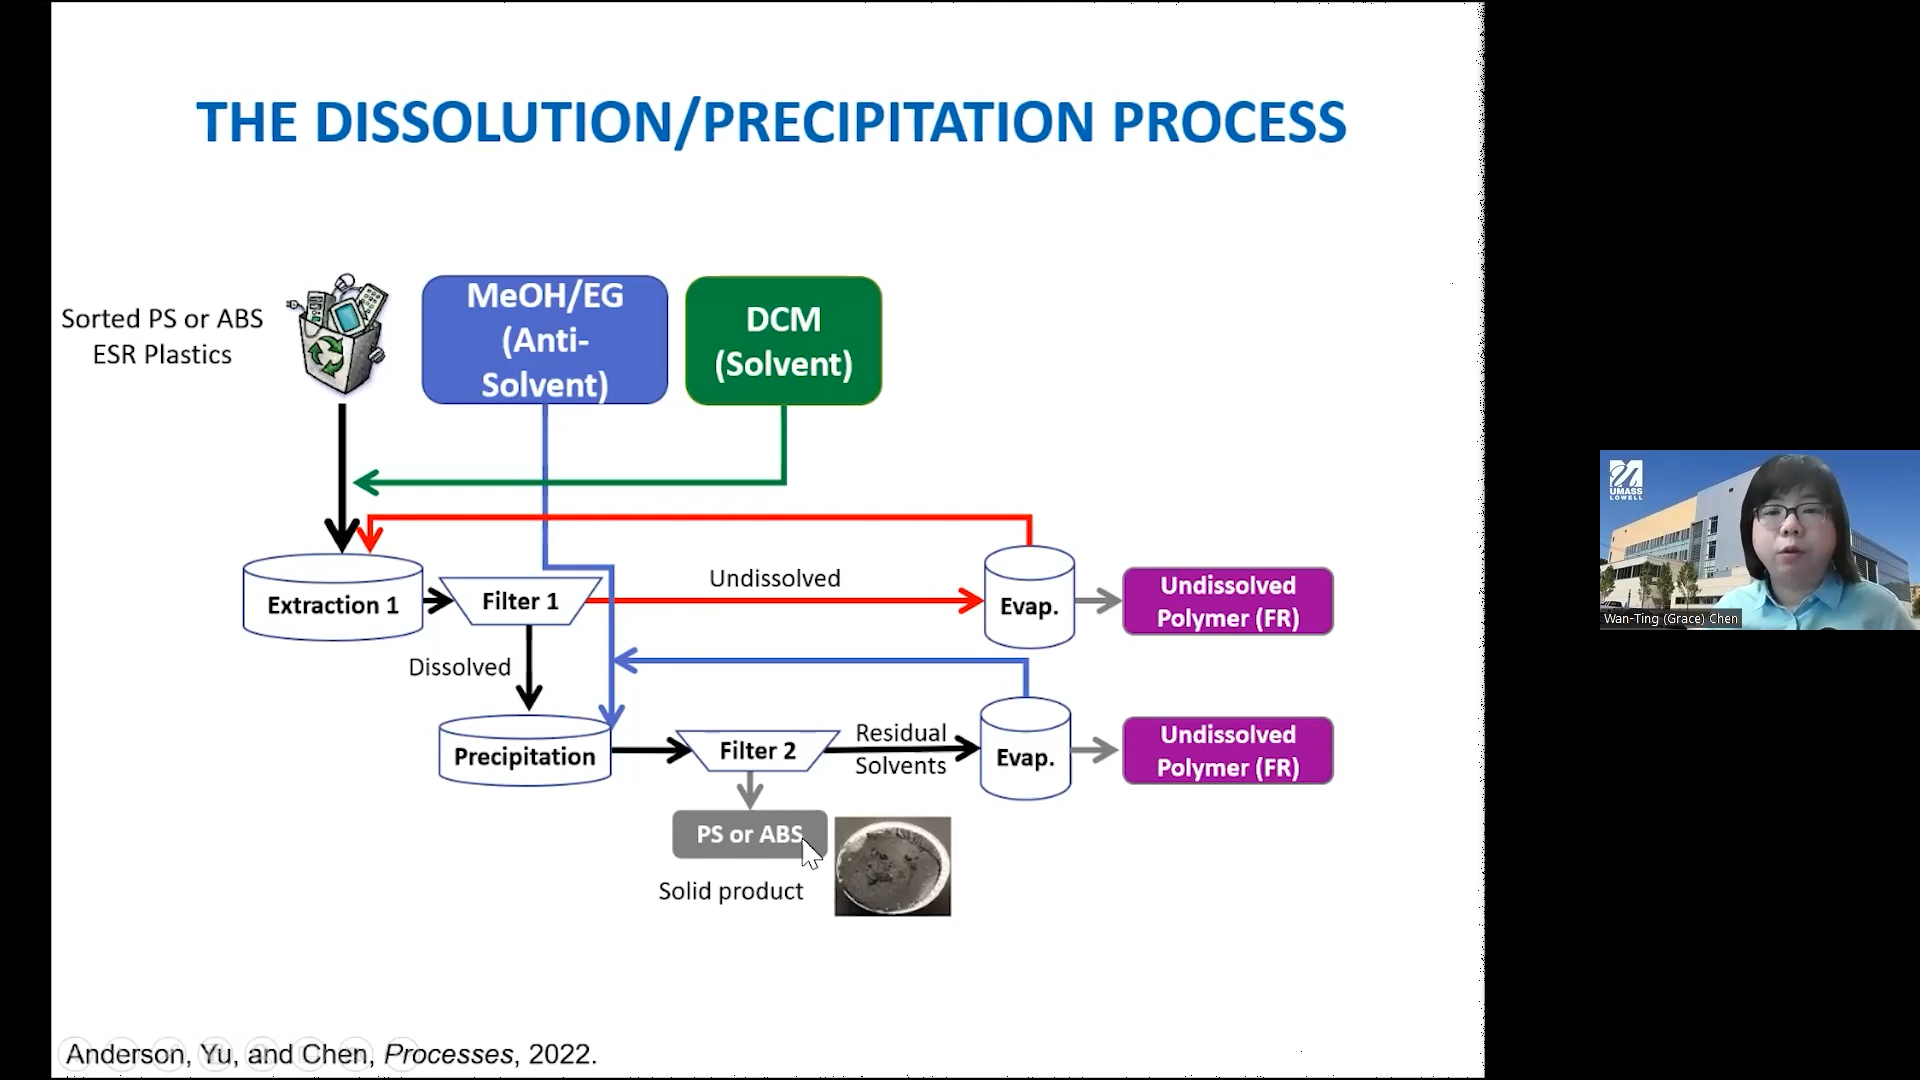 THE DISSOLUTION/PRECIPITATION PROCESS
Sorted PS or ABS
ESR Plastics
MeOH/EG
(Anti-
Solvent)
DCM
(Solvent)
Extraction 1
Filter 1
Undissolved
Evap.
Undissolved
Polymer (FR)
Dissolved
Precipitation
Filter 2
Residual
Solvents
Evap.
Undissolved
Polymer (FR)
PS or ABS
Solid product
Anderson, Yu, and Chen, Processes, 2022.
UMASS
LOWELL
Wan-Ting (Grace) Chen